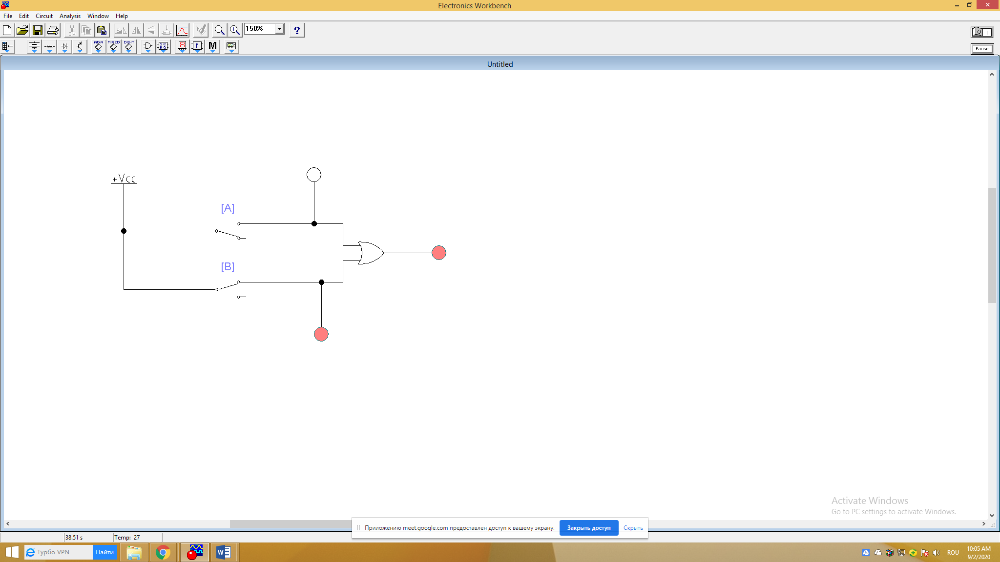 Electronics Workbench
File Edit Circuit Analysis Window Help
150%
?
ANA MIXED DIGIT
f M
Pause
Untitled
+Vcc
[A]
[B]
Activate Windows
Go to PC settings to activate Windows.
Приложению meet.google.com предоставлен доступ к вашему экрану. Закрыть доступ Скрыть
38.51 s Temp: 27
Турбо VPN Найти
ROU
10:05 AM
9/2/2020